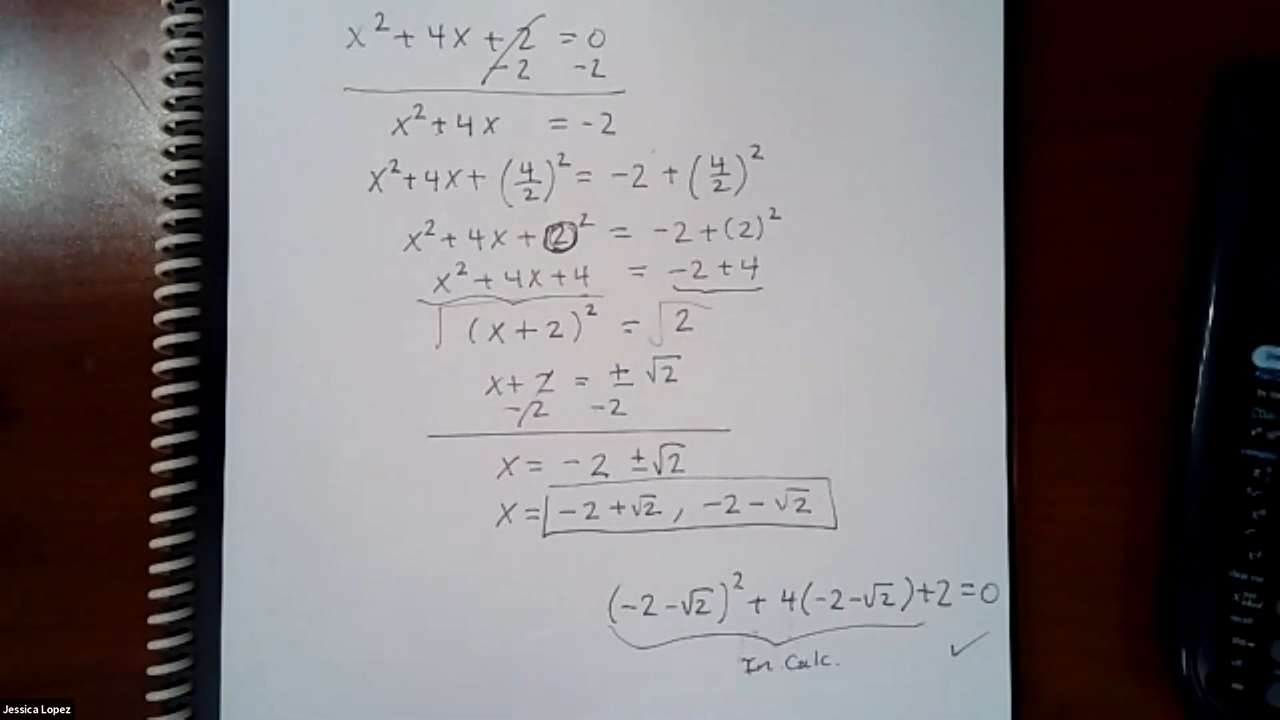 x² + 4x + 2 = 0
-2 -2
x² + 4x = -2
x² + 4x + (4/2)² = -2 + (4/2)²
x² + 4x + (2)² = -2 + (2)²
x² + 4x + 4 = -2 + 4
√(x + 2)² = √2
x + 2 = ± √2
-2 -2
x = -2 ± √2
x = -2 + √2 , -2 - √2
(-2 - √2)² + 4(-2 - √2) + 2 = 0
In Calc. ✓
Jessica Lopez